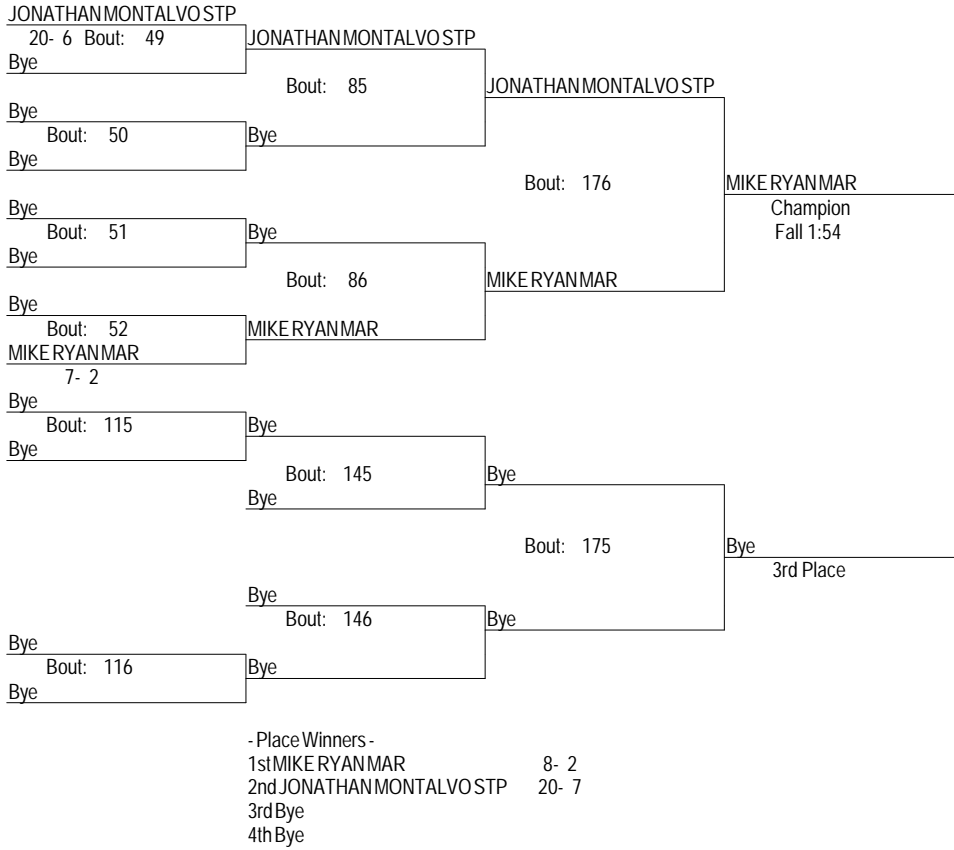 JONATHAN MONTALVO STP
20- 6 Bout: 49
JONATHAN MONTALVO STP
Bye
Bout: 85
JONATHAN MONTALVO STP
Bye
Bout: 50
Bye
Bye
Bout: 176
MIKE RYAN MAR
Bye
Champion
Bout: 51
Bye
Fall 1:54
Bye
Bout: 86
MIKE RYAN MAR
Bye
Bout: 52
MIKE RYAN MAR
MIKE RYAN MAR
7- 2
Bye
Bout: 115
Bye
Bye
Bout: 145
Bye
Bye
Bout: 175
Bye
3rd Place
Bye
Bout: 146
Bye
Bye
Bout: 116
Bye
Bye
- Place Winners -
1st MIKE RYAN MAR 8- 2
2nd JONATHAN MONTALVO STP 20- 7
3rd Bye
4th Bye